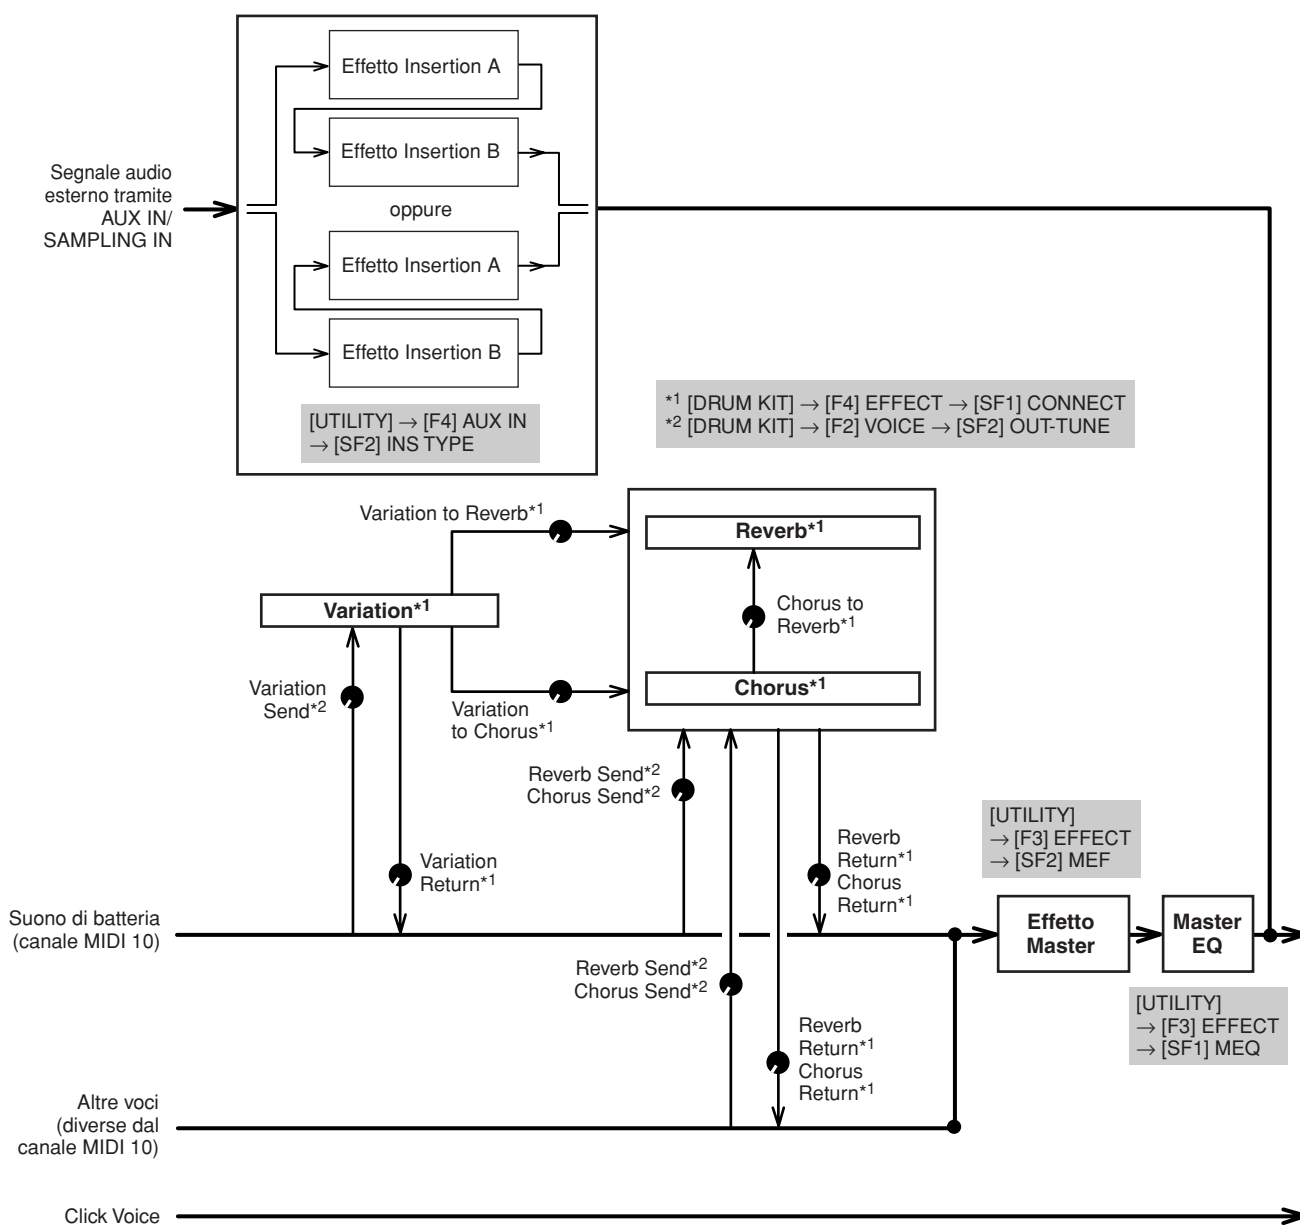 Effetto Insertion A
Effetto Insertion B
Segnale audio
esterno tramite
AUX IN/
SAMPLING IN
oppure
Effetto Insertion A
Effetto Insertion B
[UTILITY] → [F4] AUX IN
→ [SF2] INS TYPE
*1 [DRUM KIT] → [F4] EFFECT → [SF1] CONNECT
*2 [DRUM KIT] → [F2] VOICE → [SF2] OUT-TUNE
Variation to Reverb*1
Reverb*1
Variation*1
Chorus to
Reverb*1
Variation
Send*2
Chorus*1
Variation
to Chorus*1
Reverb Send*2
Chorus Send*2
[UTILITY]
→ [F3] EFFECT
→ [SF2] MEF
Variation
Return*1
Reverb
Return*1
Chorus
Return*1
Suono di batteria
(canale MIDI 10)
Effetto
Master
Master
EQ
Reverb Send*2
Chorus Send*2
[UTILITY]
→ [F3] EFFECT
→ [SF1] MEQ
Reverb
Return*1
Chorus
Return*1
Altre voci
(diverse dal
canale MIDI 10)
Click Voice